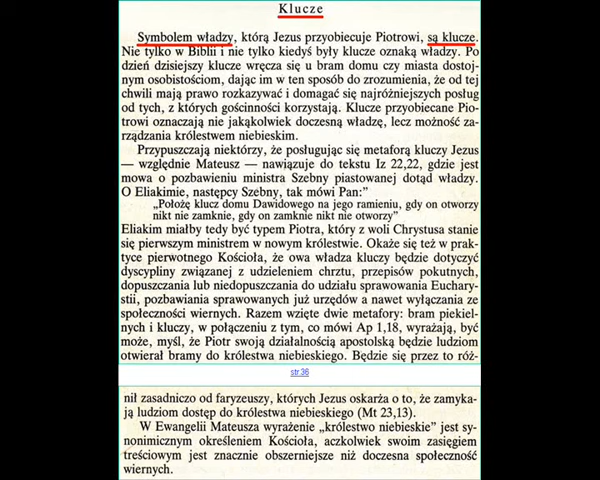 Klucze
Symbolem władzy, którą Jezus przyobiecuje Piotrowi, są klucze.
Nie tylko w Biblii i nie tylko kiedyś były klucze oznaką władzy. Po
dzień dzisiejszy klucze wręcza się u bram domu czy miasta dostoj-
nym osobistościom, dając im w ten sposób do zrozumienia, że od tej
chwili mają prawo rozkazywać i domagać się najróżniejszych posług
od tych, z których gościnności korzystają. Klucze przyobiecane Pio-
trowi oznaczają nie jakąkolwiek doczesną władzę, lecz możność za-
rządzania królestwem niebieskim.
Przypuszczają niektórzy, że posługując się metaforą kluczy Jezus
— względnie Mateusz — nawiązuje do tekstu Iz 22,22, gdzie jest
mowa o pozbawieniu ministra Szebny piastowanej dotąd władzy.
O Eliakimie, następcy Szebny, tak mówi Pan:”
„Położę klucz domu Dawidowego na jego ramieniu, gdy on otworzy
nikt nie zamknie, gdy on zamknie nikt nie otworzy”
Eliakim miałby tedy być typem Piotra, który z woli Chrystusa stanie
się pierwszym ministrem w nowym królestwie. Okaże się też w prak-
tyce pierwotnego Kościoła, że owa władza kluczy będzie dotyczyć
dyscypliny związanej z udzieleniem chrztu, przepisów pokutnych,
dopuszczania lub niedopuszczania do udziału sprawowania Euchary-
stii, pozbawiania sprawowanych już urzędów a nawet wyłączania ze
społeczności wiernych. Razem wzięte dwie metafory: bram piekiel-
nych i kluczy, w połączeniu z tym, co mówi Ap 1,18, wyrażają, być
może, myśl, że Piotr swoją działalnością apostolską będzie ludziom
otwierał bramy do królestwa niebieskiego. Będzie się przez to róż-
str.36
nił zasadniczo od faryzeuszy, których Jezus oskarża o to, że zamyka-
ją ludziom dostęp do królestwa niebieskiego (Mt 23,13).
W Ewangelii Mateusza wyrażenie „królestwo niebieskie” jest sy-
nonimicznym określeniem Kościoła, aczkolwiek swoim zasięgiem
treściowym jest znacznie obszerniejsze niż doczesna społeczność
wiernych.